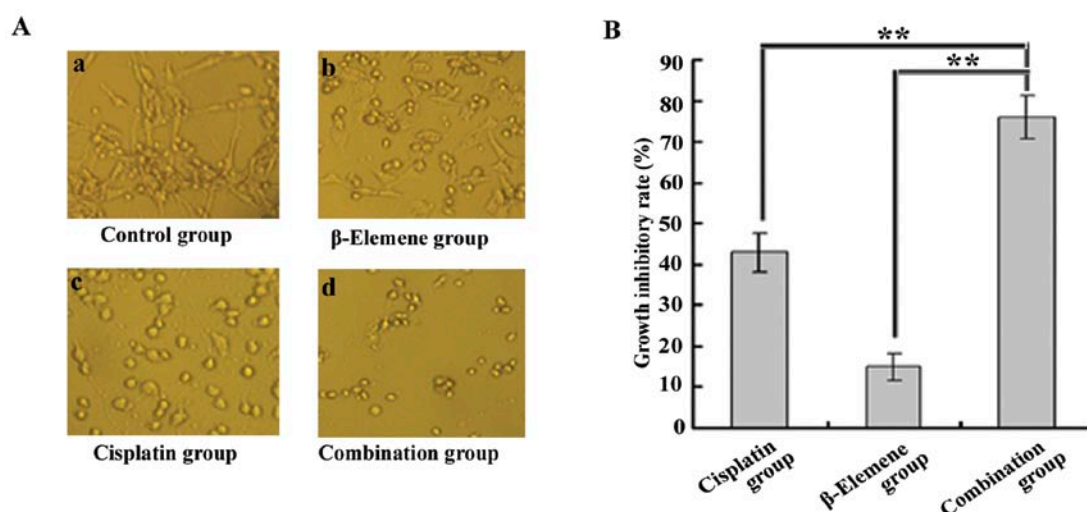 A
a
b
Control group
β-Elemene group
c
d
Cisplatin group
Combination group
B
**
**
Growth inhibitory rate (%)
90
80
70
60
50
40
30
20
10
0
Cisplatin
group
β-Elemene
group
Combination
group